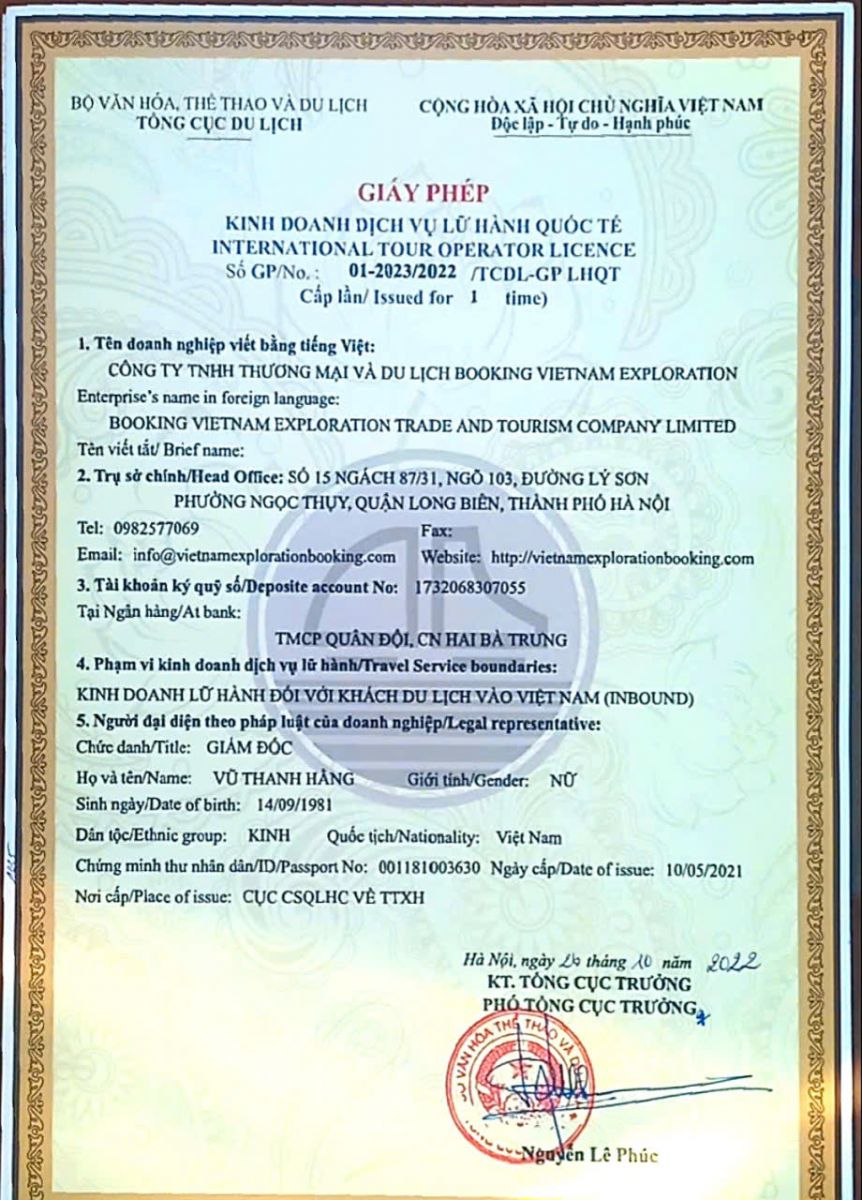 BỘ VĂN HÓA, THỂ THAO VÀ DU LỊCH
TỔNG CỤC DU LỊCH
CỘNG HÒA XÃ HỘI CHỦ NGHĨA VIỆT NAM
Độc lập - Tự do - Hạnh phúc
GIẤY PHÉP
KINH DOANH DỊCH VỤ LỮ HÀNH QUỐC TẾ
INTERNATIONAL TOUR OPERATOR LICENCE
Số GP/No. : 01-2023/2022 /TCDL-GP LHQT
Cấp lần/ Issued for 1 time)
1. Tên doanh nghiệp viết bằng tiếng Việt:
CÔNG TY TNHH THƯƠNG MẠI VÀ DU LỊCH BOOKING VIETNAM EXPLORATION
Enterprise's name in foreign language:
BOOKING VIETNAM EXPLORATION TRADE AND TOURISM COMPANY LIMITED
Tên viết tắt/ Brief name:
2. Trụ sở chính/Head Office: SỐ 15 NGÁCH 87/31, NGÕ 103, ĐƯỜNG LÝ SƠN
PHƯỜNG NGỌC THỤY, QUẬN LONG BIÊN, THÀNH PHỐ HÀ NỘI
Tel: 0982577069 Fax:
Email: info@vietnamexplorationbooking.com Website: http://vietnamexplorationbooking.com
3. Tài khoản ký quỹ số/Deposite account No: 1732068307055
Tại Ngân hàng/At bank:
TMCP QUÂN ĐỘI, CN HAI BÀ TRƯNG
4. Phạm vi kinh doanh dịch vụ lữ hành/Travel Service boundaries:
KINH DOANH LỮ HÀNH ĐỐI VỚI KHÁCH DU LỊCH VÀO VIỆT NAM (INBOUND)
5. Người đại diện theo pháp luật của doanh nghiệp/Legal representative:
Chức danh/Title: GIÁM ĐỐC
Họ và tên/Name: VŨ THANH HẰNG Giới tính/Gender: NỮ
Sinh ngày/Date of birth: 14/09/1981
Dân tộc/Ethnic group: KINH Quốc tịch/Nationality: Việt Nam
Chứng minh thư nhân dân/ID/Passport No: 001181003630 Ngày cấp/Date of issue: 10/05/2021
Nơi cấp/Place of issue: CỤC CSQLHC VỀ TTXH
Hà Nội, ngày tháng 10 năm 2022
KT. TỔNG CỤC TRƯỞNG
PHÓ TỔNG CỤC TRƯỞNG
BỘ VĂN HÓA THỂ THAO VÀ
Nguyễn Lê Phúc